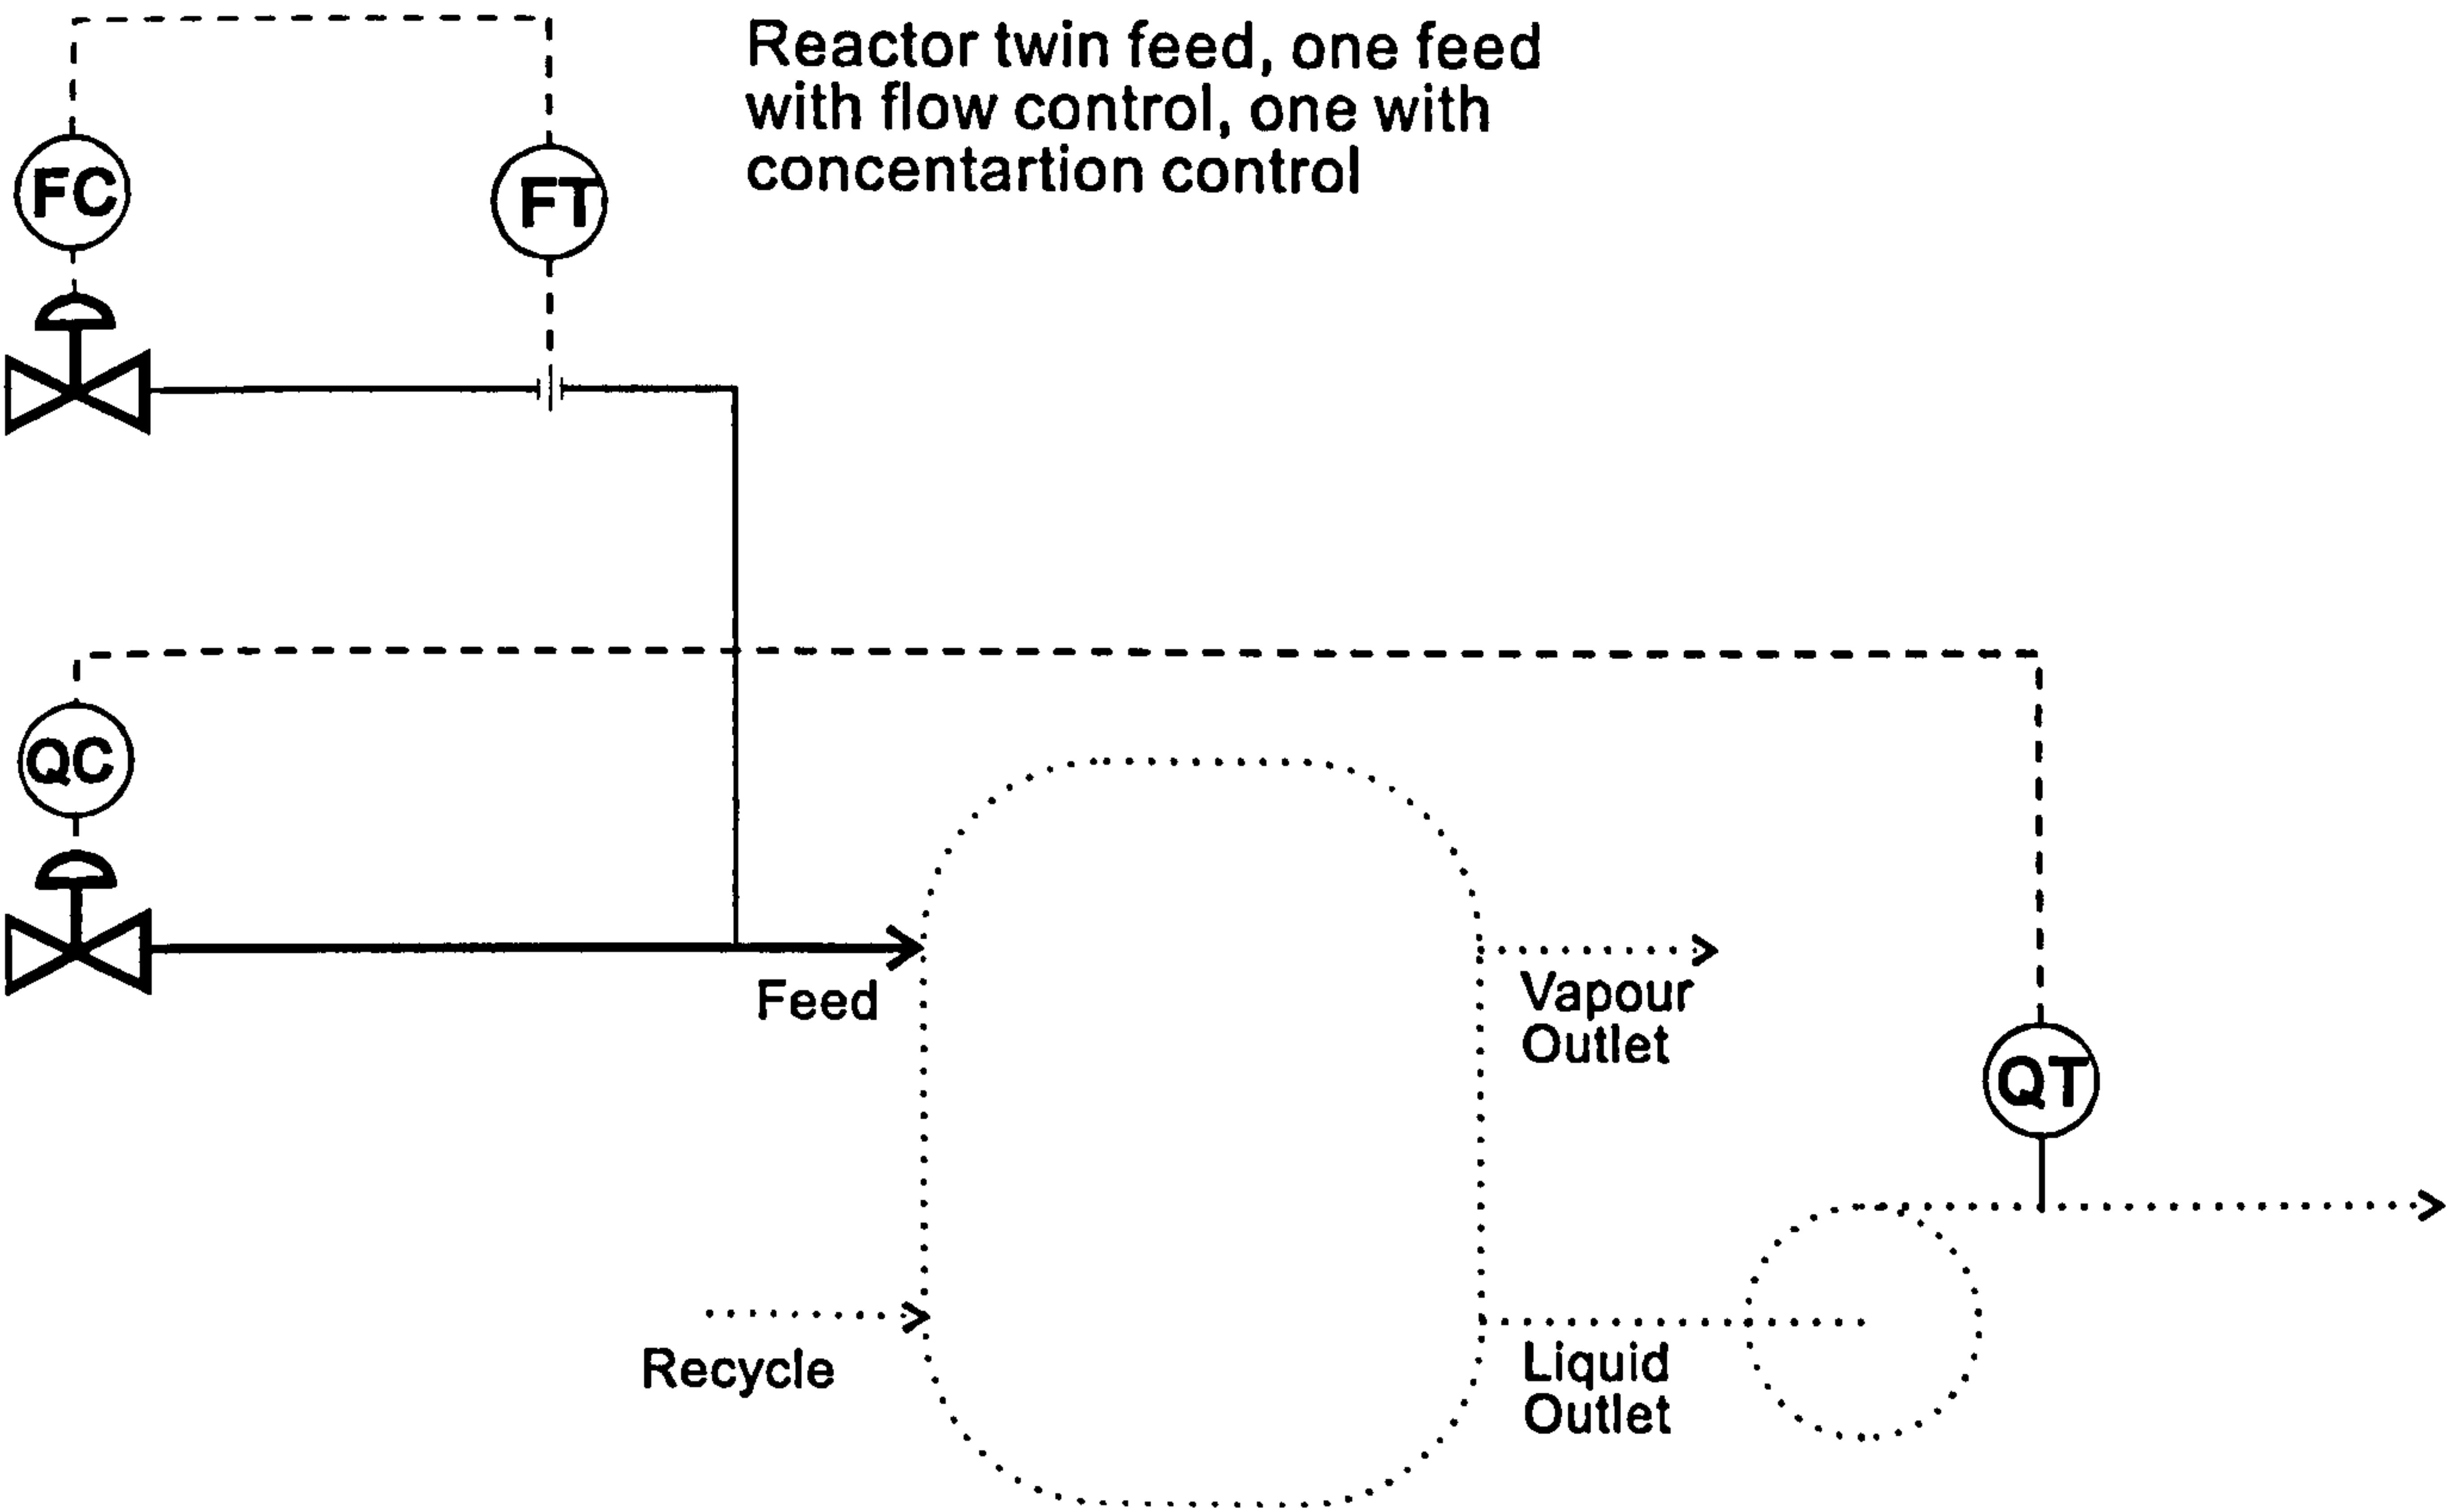 Reactor twin feed, one feed
with flow control, one with
concentartion control
FC
FT
QC
Feed
Vapour
Outlet
QT
Recycle
Liquid
Outlet